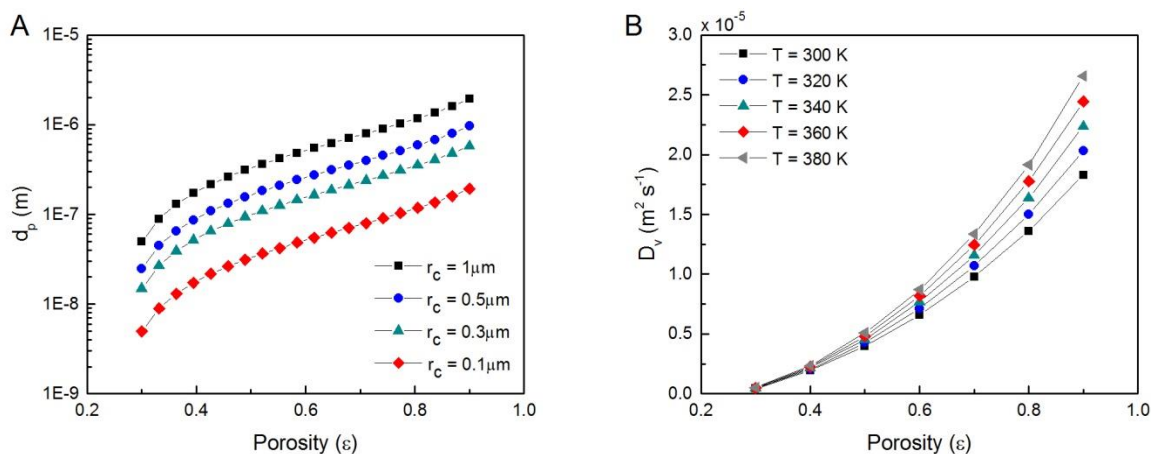 A
1E-5
1E-6
1E-7
1E-8
1E-9
d_p (m)
r_c = 1μm
r_c = 0.5μm
r_c = 0.3μm
r_c = 0.1μm
0.2 0.4 0.6 0.8 1.0
Porosity (ε)
B
x 10⁻⁵
3.0
2.5
2.0
1.5
1.0
0.5
0.0
D_v (m² s⁻¹)
T = 300 K
T = 320 K
T = 340 K
T = 360 K
T = 380 K
0.2 0.4 0.6 0.8 1.0
Porosity (ε)